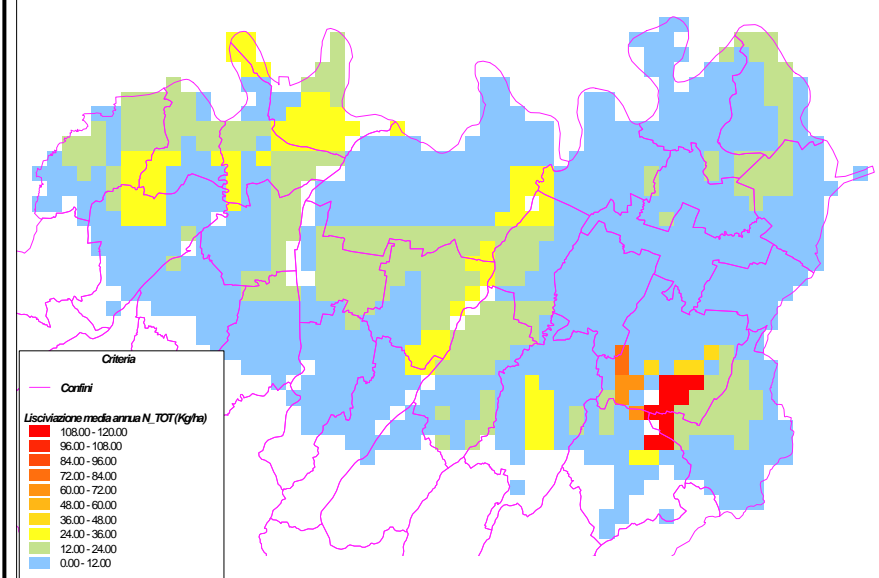 Criteria
Confini
Lisciviazione media annua N_TOT (Kg/ha)
108.00 - 120.00
96.00 - 108.00
84.00 - 96.00
72.00 - 84.00
60.00 - 72.00
48.00 - 60.00
36.00 - 48.00
24.00 - 36.00
12.00 - 24.00
0.00 - 12.00